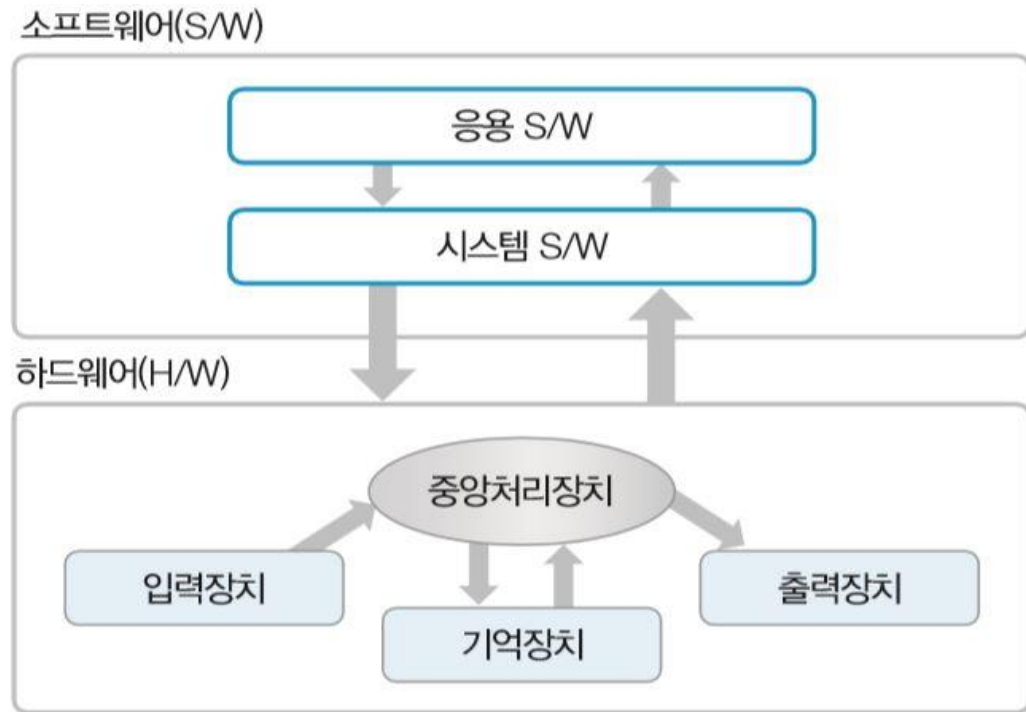 소프트웨어(S/W)
응용 S/W
시스템 S/W
하드웨어(H/W)
중앙처리장치
입력장치
출력장치
기억장치